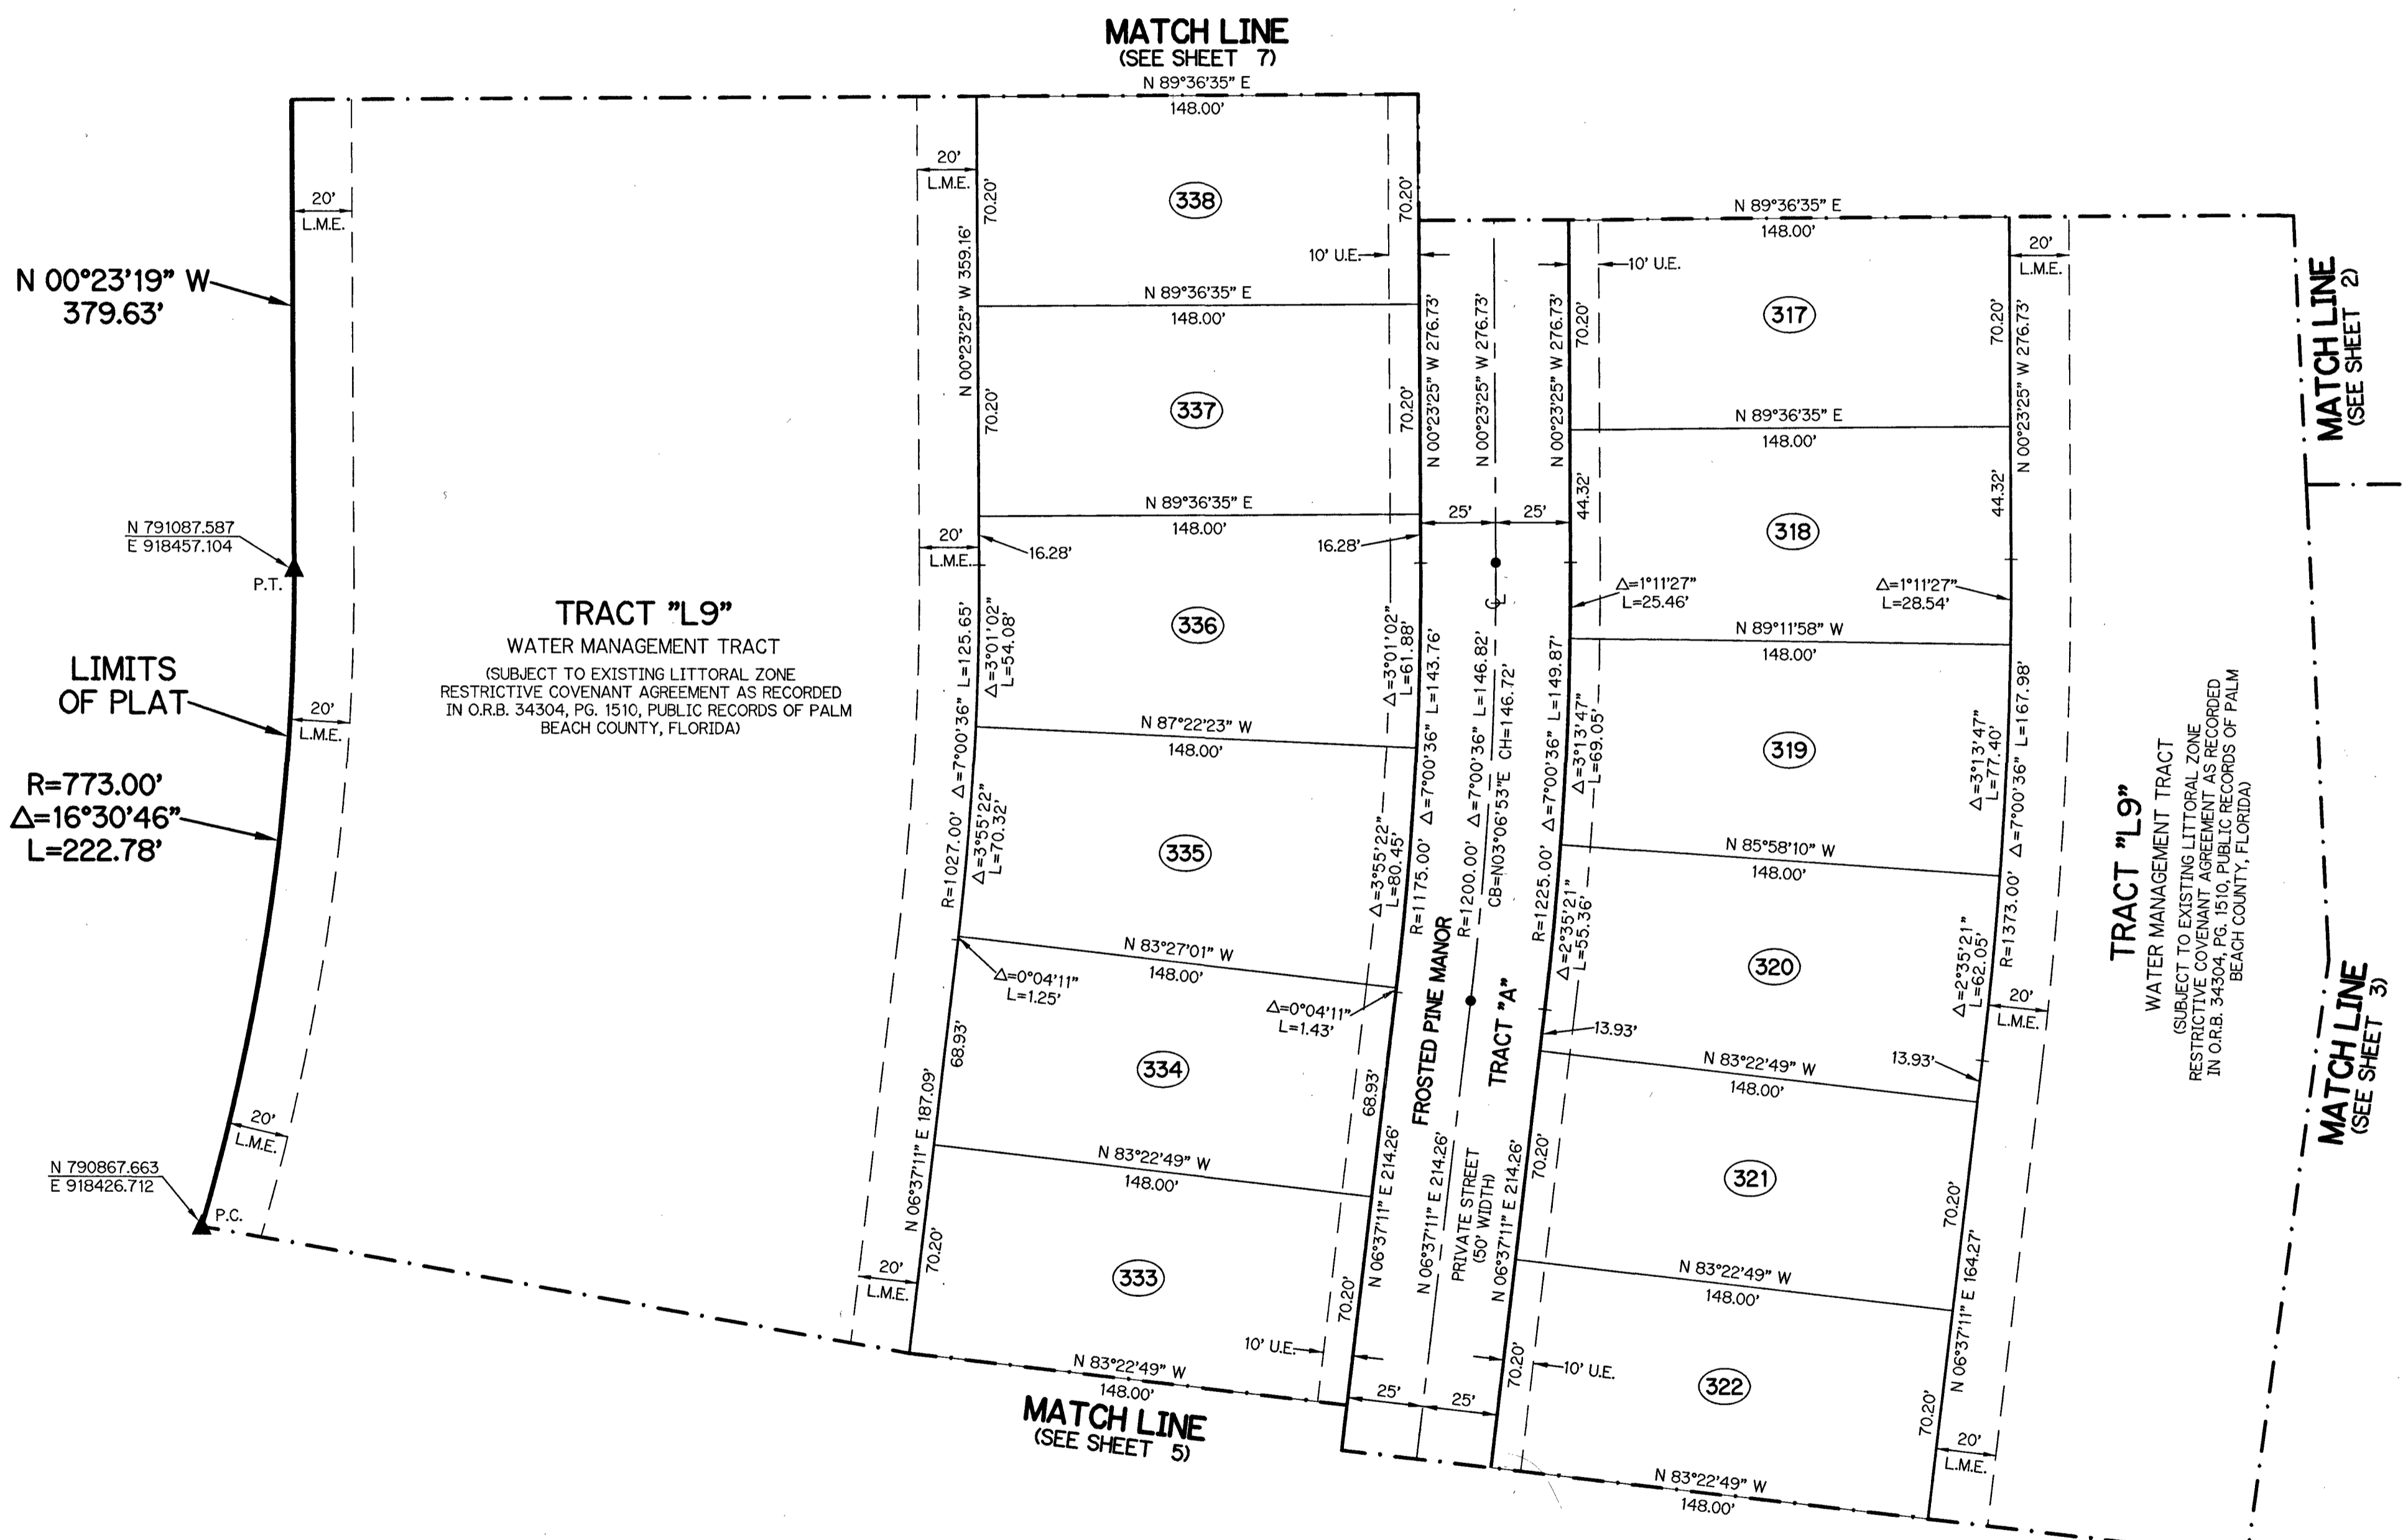 MATCH LINE
(SEE SHEET 7)
N 89°36'35" E
148.00'
20'
L.M.E.
N 00°23'19" W
379.63'
N 791087.587
E 918457.104
P.T.
LIMITS
OF PLAT
20'
L.M.E.
R=773.00'
Δ=16°30'46"
L=222.78'
20'
L.M.E.
N 790867.663
E 918426.712
P.C.
TRACT "L9"
WATER MANAGEMENT TRACT
(SUBJECT TO EXISTING LITTORAL ZONE
RESTRICTIVE COVENANT AGREEMENT AS RECORDED
IN O.R.B. 34304, PG. 1510, PUBLIC RECORDS OF PALM
BEACH COUNTY, FLORIDA)
20'
L.M.E.
N 00°23'25" W 359.16'
70.20'
338
70.20'
10' U.E.
N 89°36'35" E
148.00'
70.20'
337
70.20'
N 89°36'35" E
148.00'
20'
L.M.E.
16.28'
16.28'
R=1027.00' Δ=7°00'36" L=125.65'
Δ=3°01'02"
L=54.08'
336
Δ=3°01'02"
L=61.88'
N 87°22'23" W
148.00'
Δ=3°55'22"
L=70.32'
335
Δ=3°55'22"
L=80.45'
N 83°27'01" W
148.00'
Δ=0°04'11"
L=1.25'
Δ=0°04'11"
L=1.43'
68.93'
334
68.93'
N 06°37'11" E 187.09'
N 83°22'49" W
148.00'
70.20'
333
70.20'
20'
L.M.E.
10' U.E.
N 83°22'49" W
148.00'
MATCH LINE
(SEE SHEET 5)
N 00°23'25" W 276.73'
N 00°23'25" W 276.73'
N 00°23'25" W 276.73'
25'
25'
R=1175.00' Δ=7°00'36" L=143.76'
R=1200.00' Δ=7°00'36" L=146.82'
CB=N03°06'53"E CH=146.72'
R=1225.00' Δ=7°00'36" L=149.87'
FROSTED PINE MANOR
TRACT "A"
PRIVATE STREET
(50' WIDTH)
N 06°37'11" E 214.26'
N 06°37'11" E 214.26'
N 06°37'11" E 214.26'
25'
25'
N 89°36'35" E
148.00'
10' U.E.
20'
L.M.E.
70.20'
317
70.20'
N 00°23'25" W 276.73'
N 89°36'35" E
148.00'
44.32'
318
44.32'
Δ=1°11'27"
L=25.46'
Δ=1°11'27"
L=28.54'
N 89°11'58" W
148.00'
Δ=3°13'47"
L=69.05'
319
Δ=3°13'47"
L=77.40'
R=1373.00' Δ=7°00'36" L=167.98'
N 85°58'10" W
148.00'
Δ=2°35'21"
L=55.36'
320
Δ=2°35'21"
L=62.05'
20'
L.M.E.
13.93'
13.93'
N 83°22'49" W
148.00'
70.20'
321
70.20'
N 06°37'11" E 164.27'
N 83°22'49" W
148.00'
70.20'
10' U.E.
322
70.20'
20'
L.M.E.
N 83°22'49" W
148.00'
TRACT "L9"
WATER MANAGEMENT TRACT
(SUBJECT TO EXISTING LITTORAL ZONE
RESTRICTIVE COVENANT AGREEMENT AS RECORDED
IN O.R.B. 34304, PG. 1510, PUBLIC RECORDS OF PALM
BEACH COUNTY, FLORIDA)
MATCH LINE
(SEE SHEET 2)
MATCH LINE
(SEE SHEET 3)